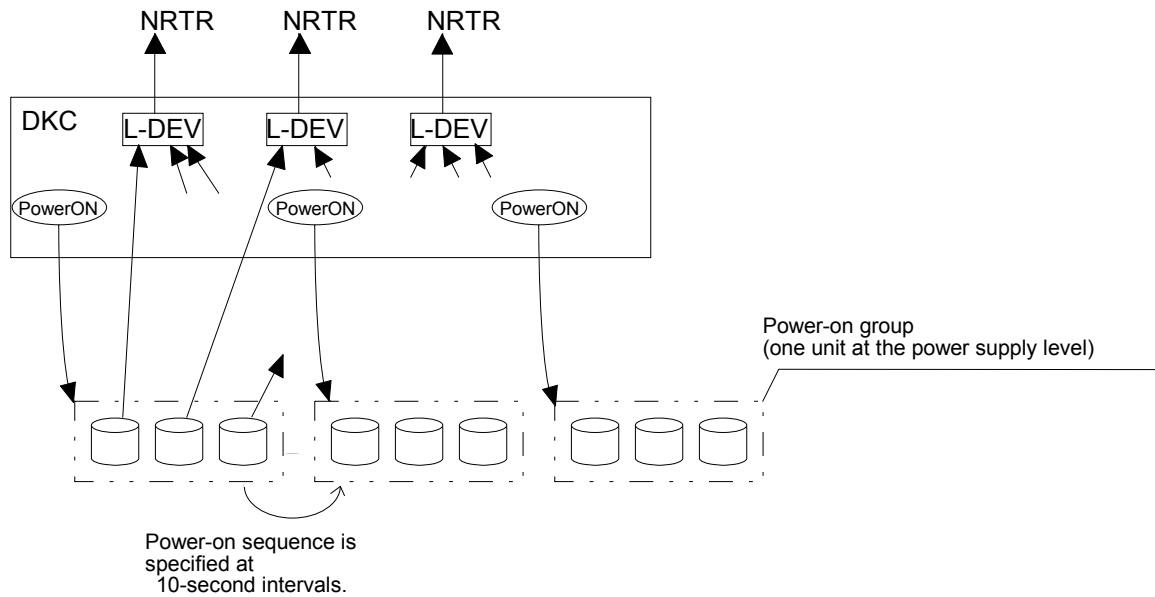 NRTR NRTR NRTR
DKC
L-DEV L-DEV L-DEV
PowerON PowerON PowerON
Power-on group
(one unit at the power supply level)
Power-on sequence is
specified at
10-second intervals.